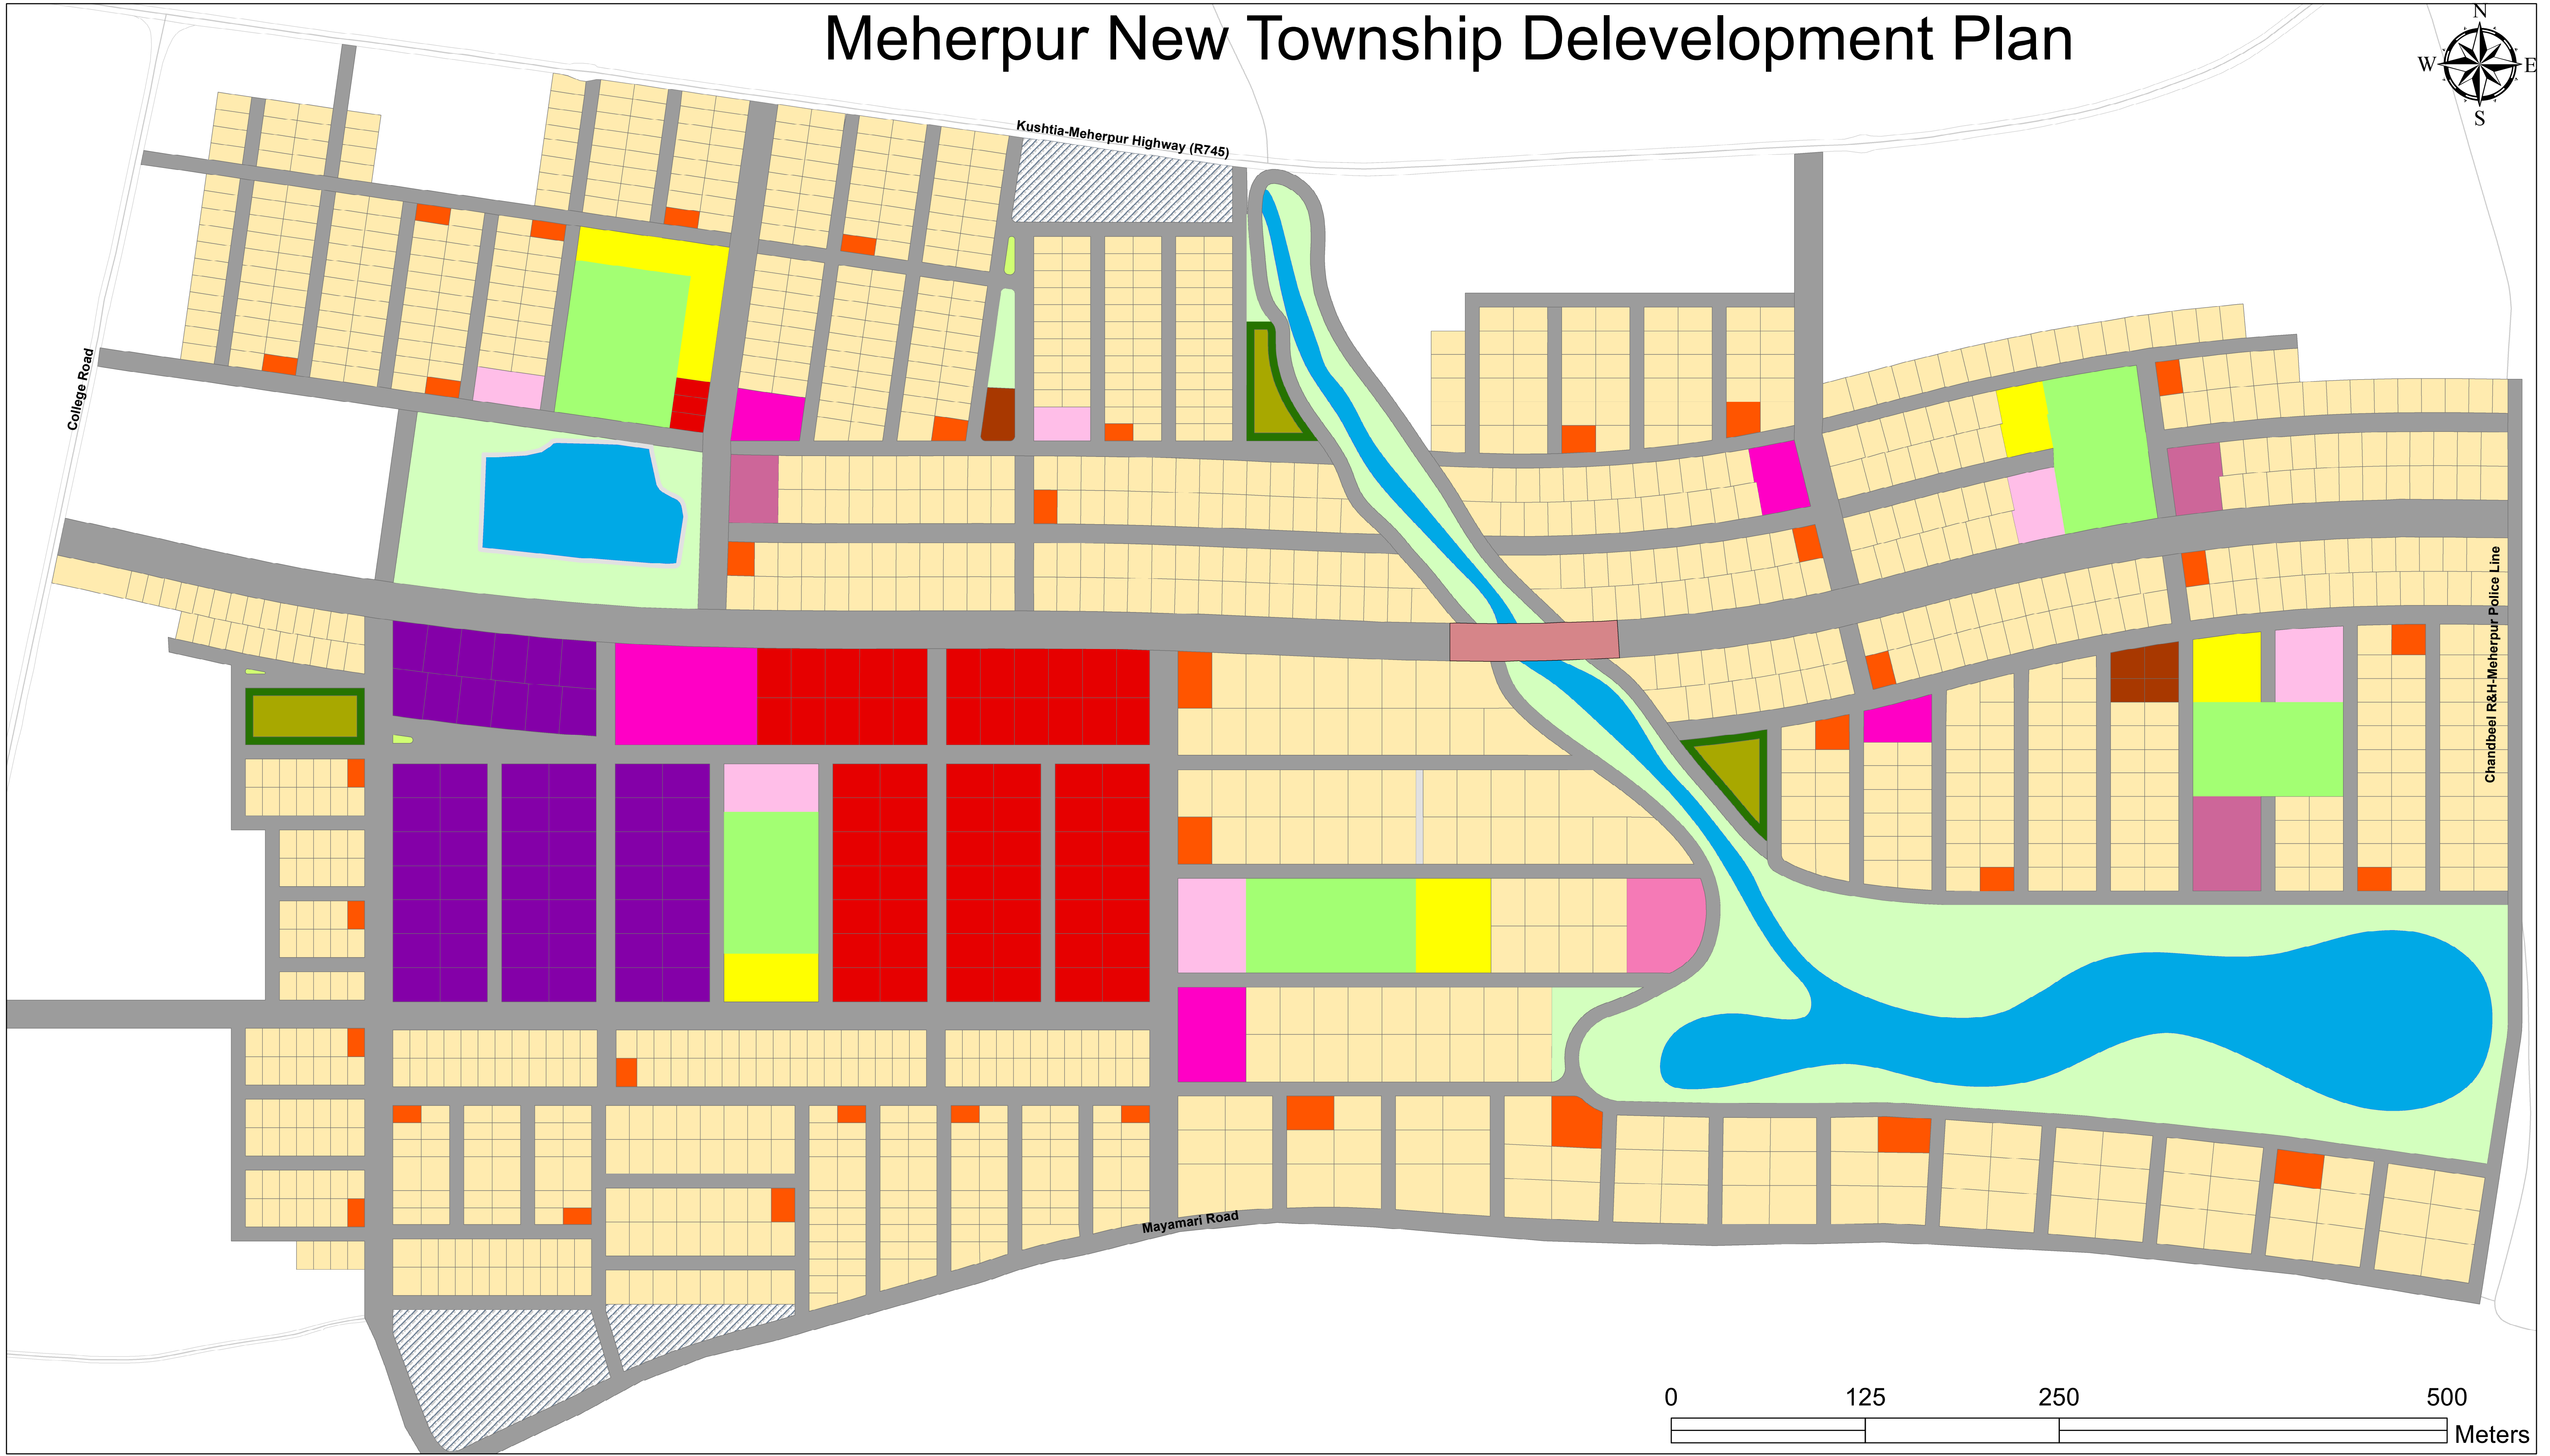 Meherpur New Township Delevelopment Plan
N
W
E
S
Kushtia-Meherpur Highway (R745)
College Road
Chandbeel R&H-Meherpur Police Line
Mayamari Road
0 125 250 500
Meters